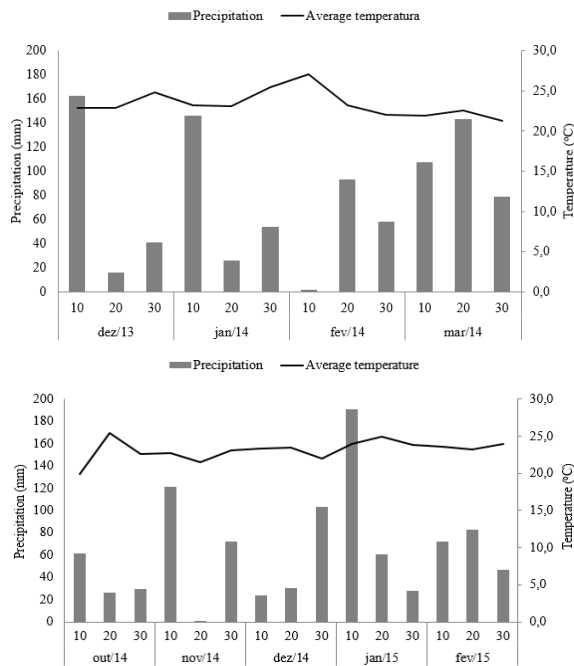 Precipitation Average temperatura
200 30,0
180
160 25,0
140 20,0
120
100 15,0
80
60 10,0
40 5,0
20
0 0,0
Precipitation (mm)
Temperature (ºC)
10 20 30 10 20 30 10 20 30 10 20 30
dez/13 jan/14 fev/14 mar/14
Precipitation Average temperature
200 30,0
180
160 25,0
140 20,0
120
100 15,0
80
60 10,0
40 5,0
20
0 0,0
Precipitation (mm)
Temperature (ºC)
10 20 30 10 20 30 10 20 30 10 20 30 10 20 30
out/14 nov/14 dez/14 jan/15 fev/15